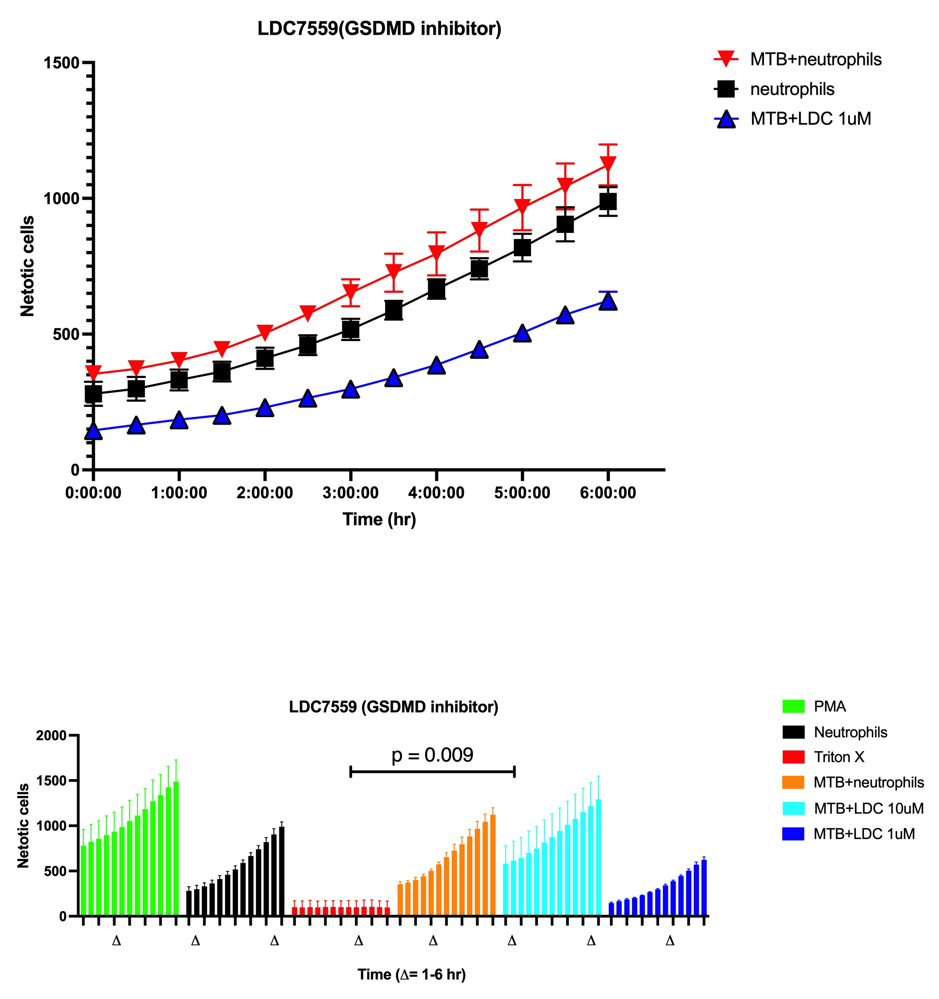 LDC7559(GSDMD inhibitor)
MTB+neutrophils
neutrophils
MTB+LDC 1uM
1500
1000
500
0
Netotic cells
0:00:00 1:00:00 2:00:00 3:00:00 4:00:00 5:00:00 6:00:00
Time (hr)
LDC7559 (GSDMD inhibitor)
PMA
Neutrophils
Triton X
MTB+neutrophils
MTB+LDC 10uM
MTB+LDC 1uM
p = 0.009
2000
1500
1000
500
0
Netotic cells
Δ Δ Δ Δ Δ Δ Δ Δ
Time (Δ= 1-6 hr)